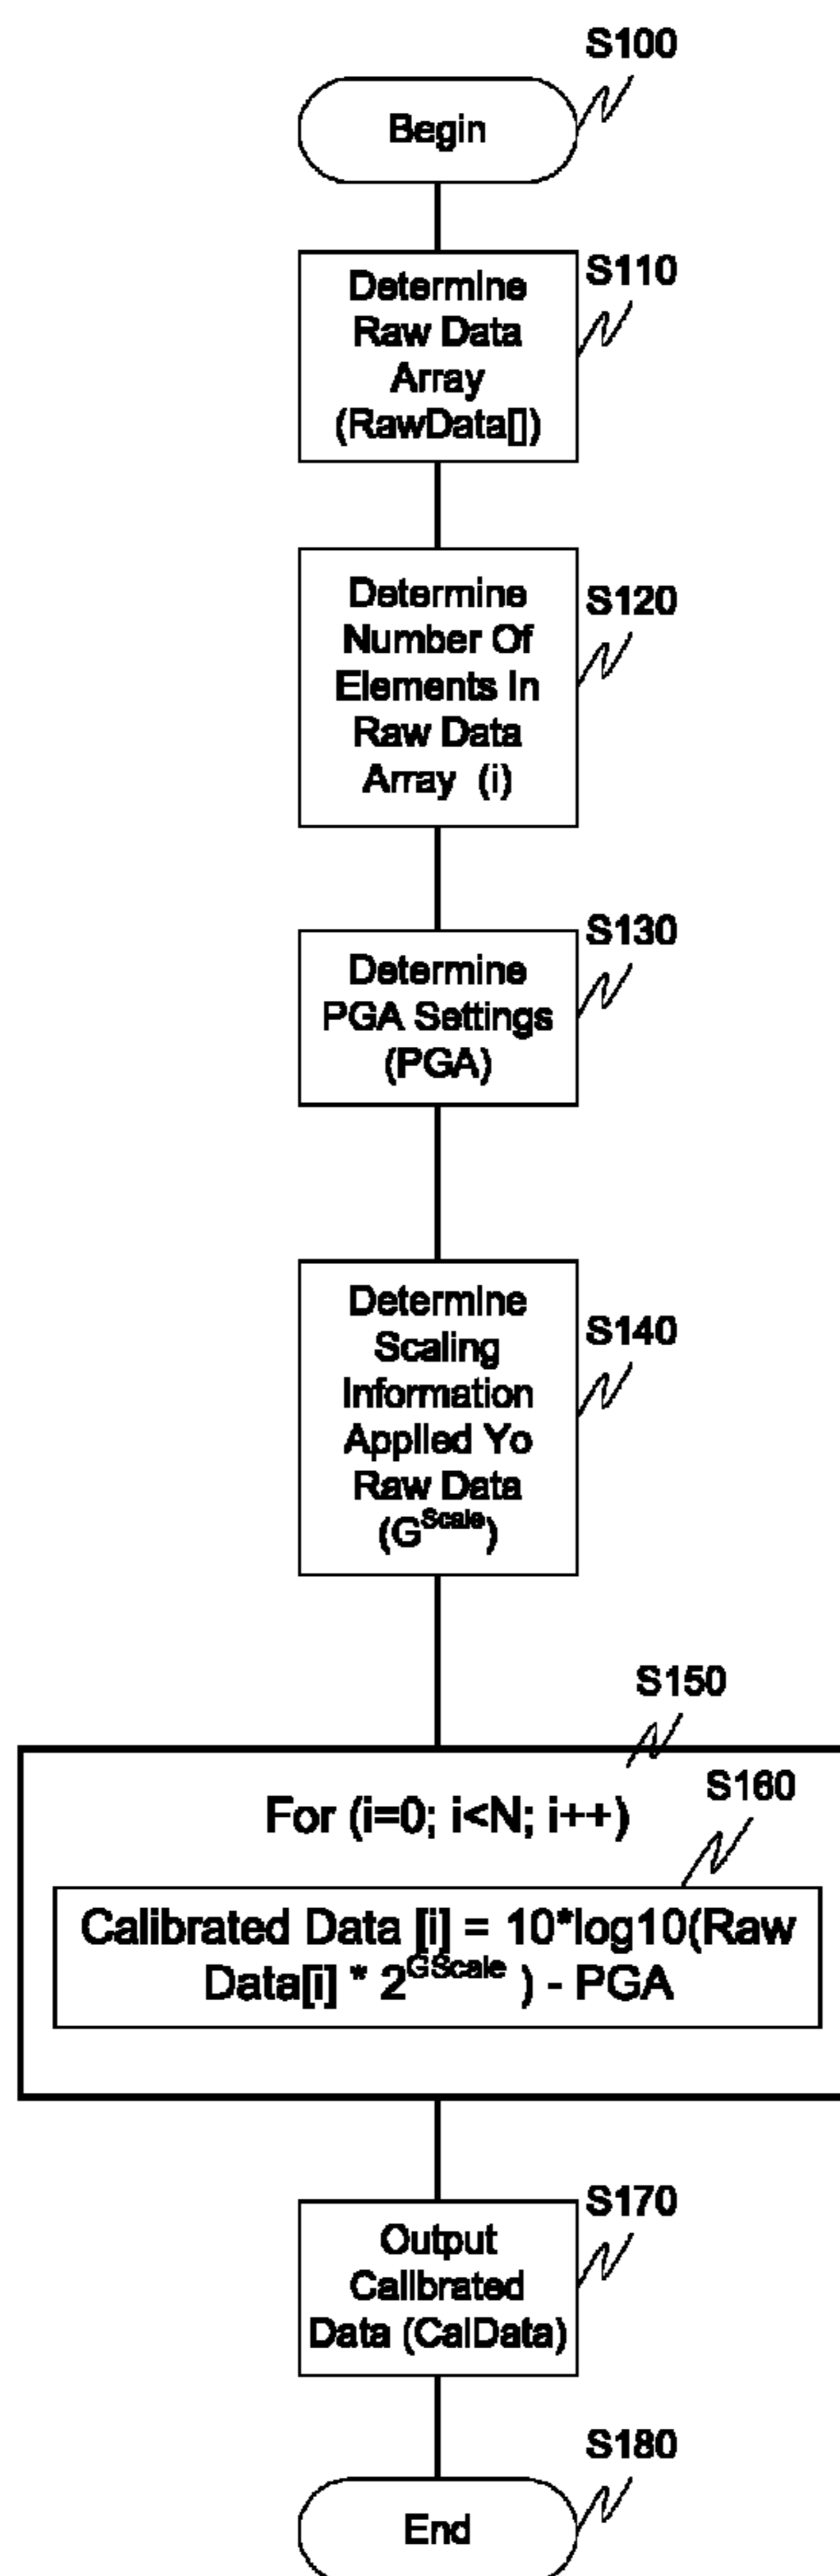 S100
Begin
S110
Determine
Raw Data
Array
(RawData[])
S120
Determine
Number Of
Elements In
Raw Data
Array (i)
S130
Determine
PGA Settings
(PGA)
S140
Determine
Scaling
Information
Applied Yo
Raw Data
(G^Scale)
S150
For (i=0; i<N; i++)
S160
Calibrated Data [i] = 10*log10(Raw
Data[i] * 2^GScale ) - PGA
S170
Output
Calibrated
Data (CalData)
S180
End